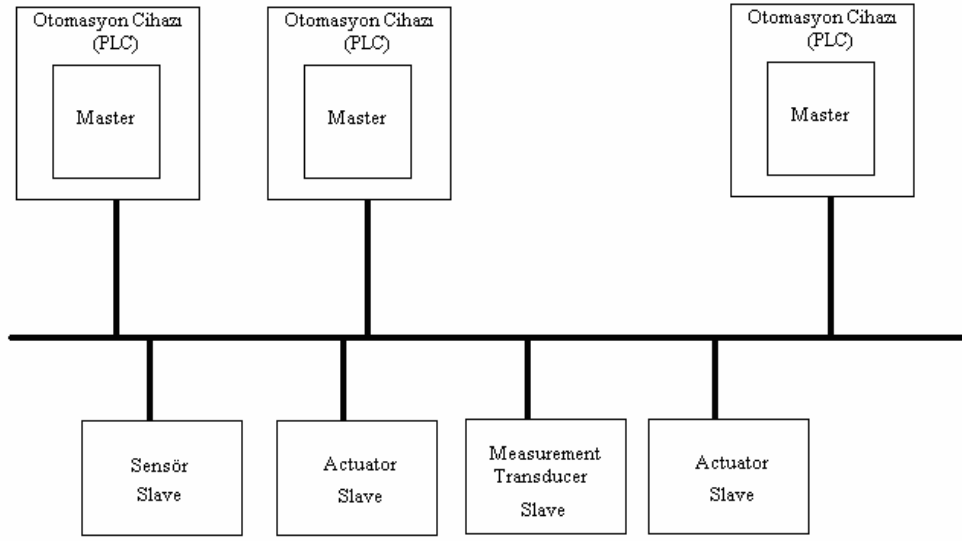 Otomasyon Cihazı
(PLC)
Master
Otomasyon Cihazı
(PLC)
Master
Otomasyon Cihazı
(PLC)
Master
Sensör
Slave
Actuator
Slave
Measurement
Transducer
Slave
Actuator
Slave